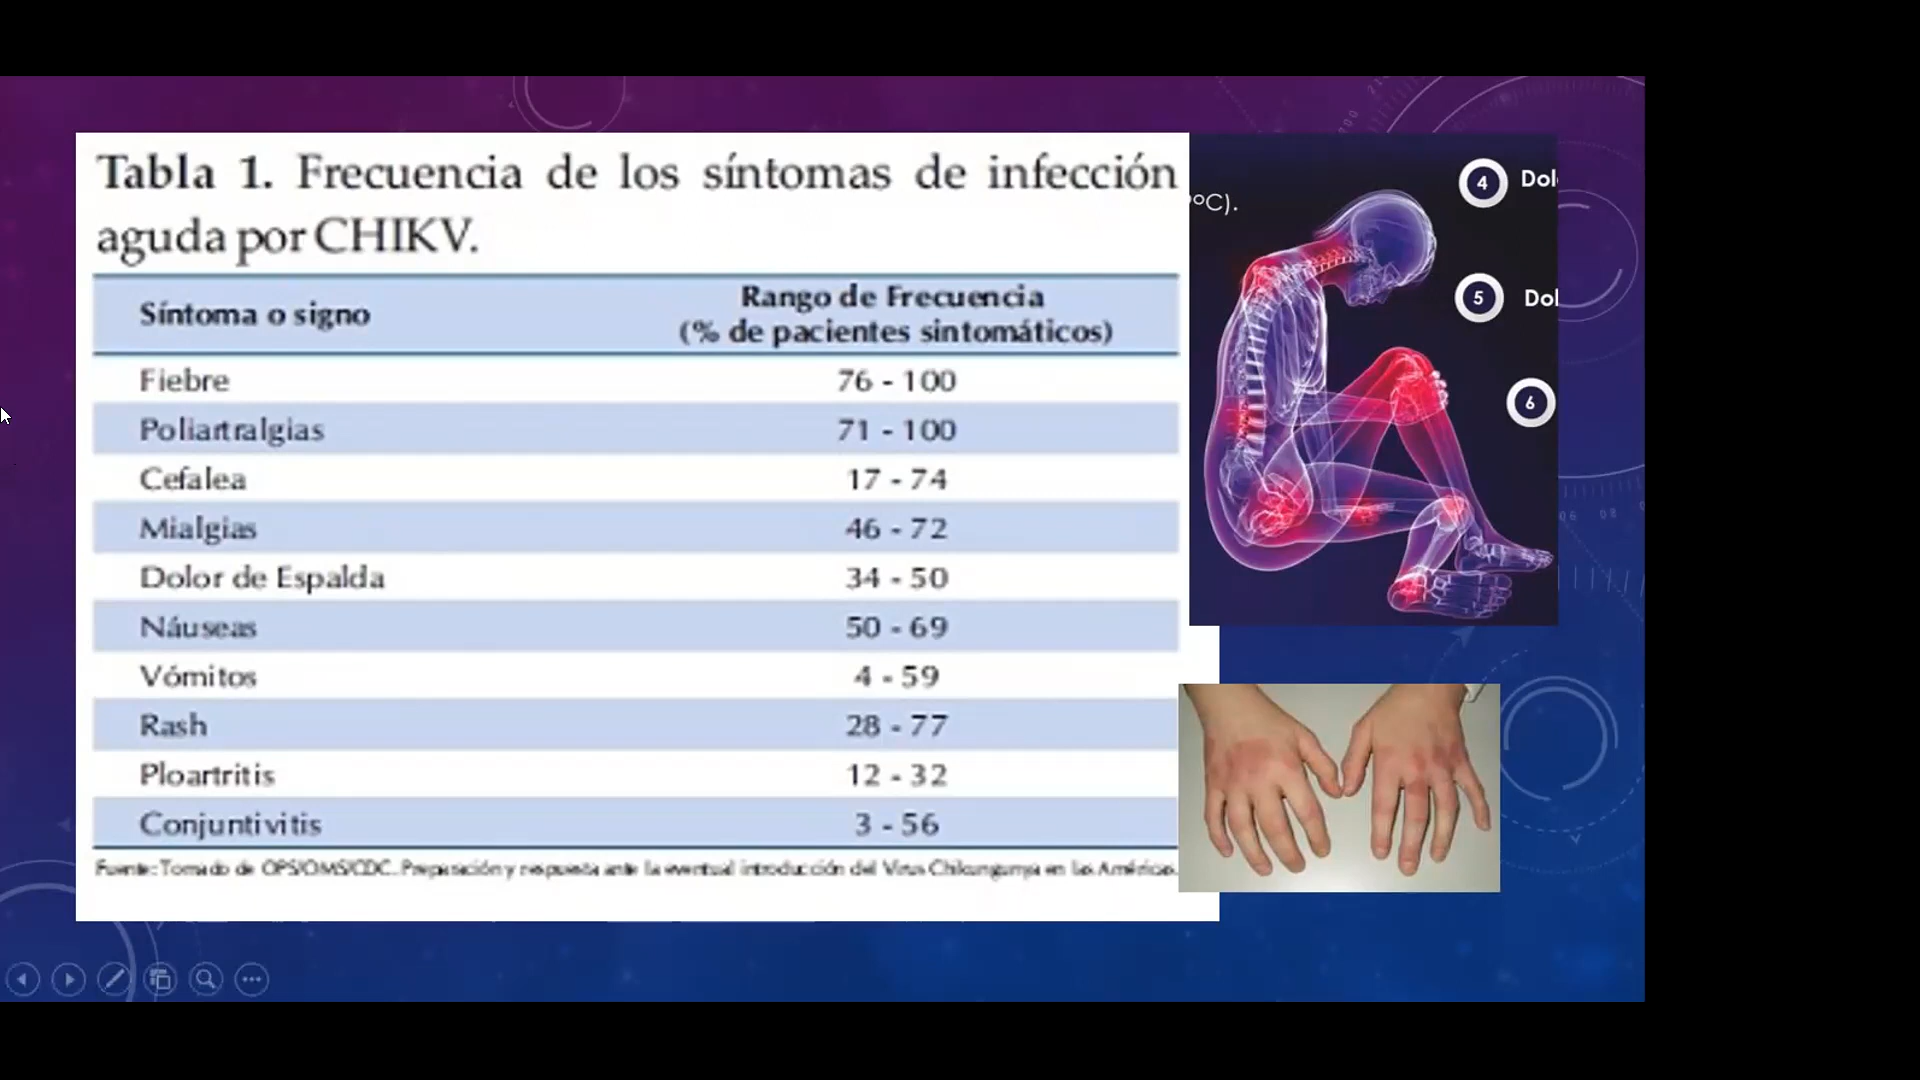 Tabla 1. Frecuencia de los síntomas de infección
aguda por CHIKV.
Síntoma o signo
Rango de Frecuencia
(% de pacientes sintomáticos)
Fiebre 76 - 100
Poliartralgias 71 - 100
Cefalea 17 - 74
Mialgias 46 - 72
Dolor de Espalda 34 - 50
Náuseas 50 - 69
Vómitos 4 - 59
Rash 28 - 77
Ploartritis 12 - 32
Conjuntivitis 3 - 56
Fuente: Tomado de OPS/OMS/CDC. Preparación y respuesta ante la eventual introducción del Virus Chikungunya en las Américas.
ºC).
4 Dol
5 Dol
6
06 08